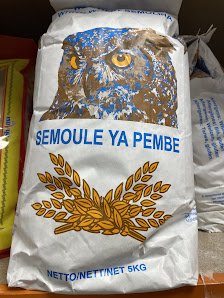 SEMOULE YA PEMBE
NETTO/NETT/NET 5KG